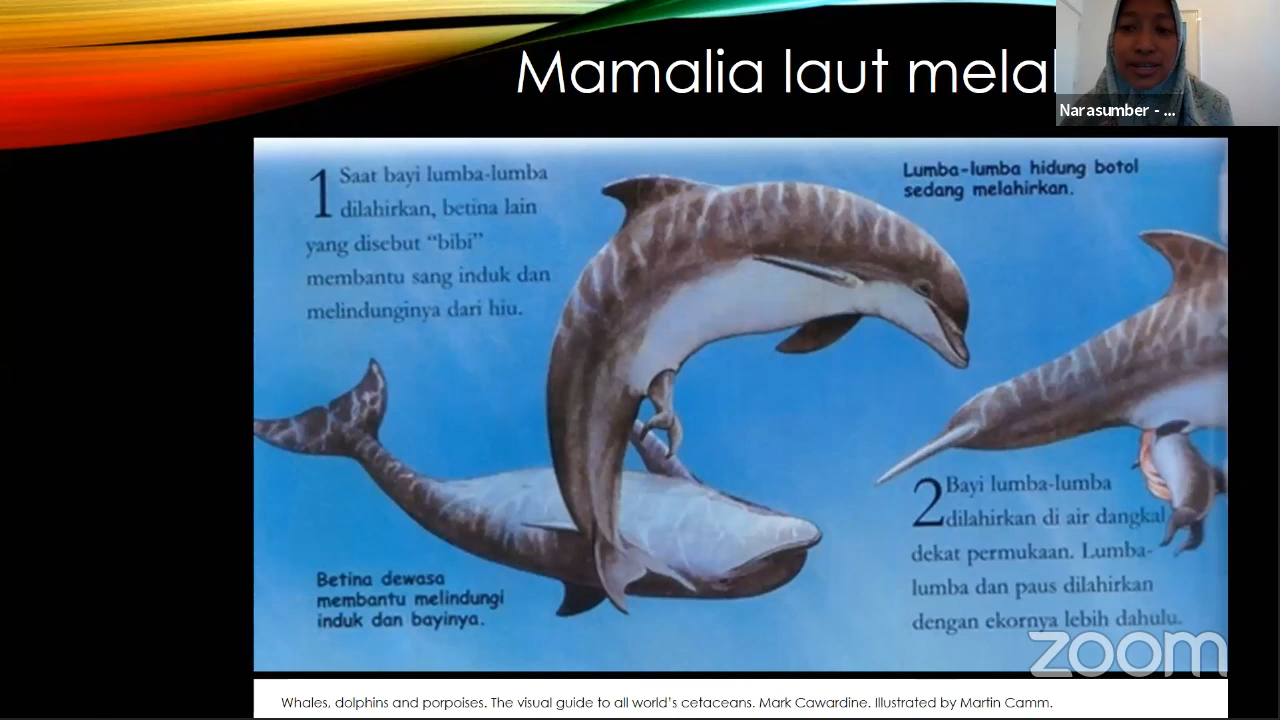 Mamalia laut
Narasumber - ...
1 Saat bayi lumba-lumba
dilahirkan, betina lain
yang disebut “bibi”
membantu sang induk dan
melindunginya dari hiu.
Lumba-lumba hidung botol
sedang melahirkan.
Betina dewasa
membantu melindungi
induk dan bayinya.
2 Bayi lumba-lumba
dilahirkan di air dangkal
dekat permukaan. Lumba-
lumba dan paus dilahirkan
dengan ekornya lebih dahulu.
zoom
Whales, dolphins and porpoises. The visual guide to all world’s cetaceans. Mark Cawardine. Illustrated by Martin Camm.